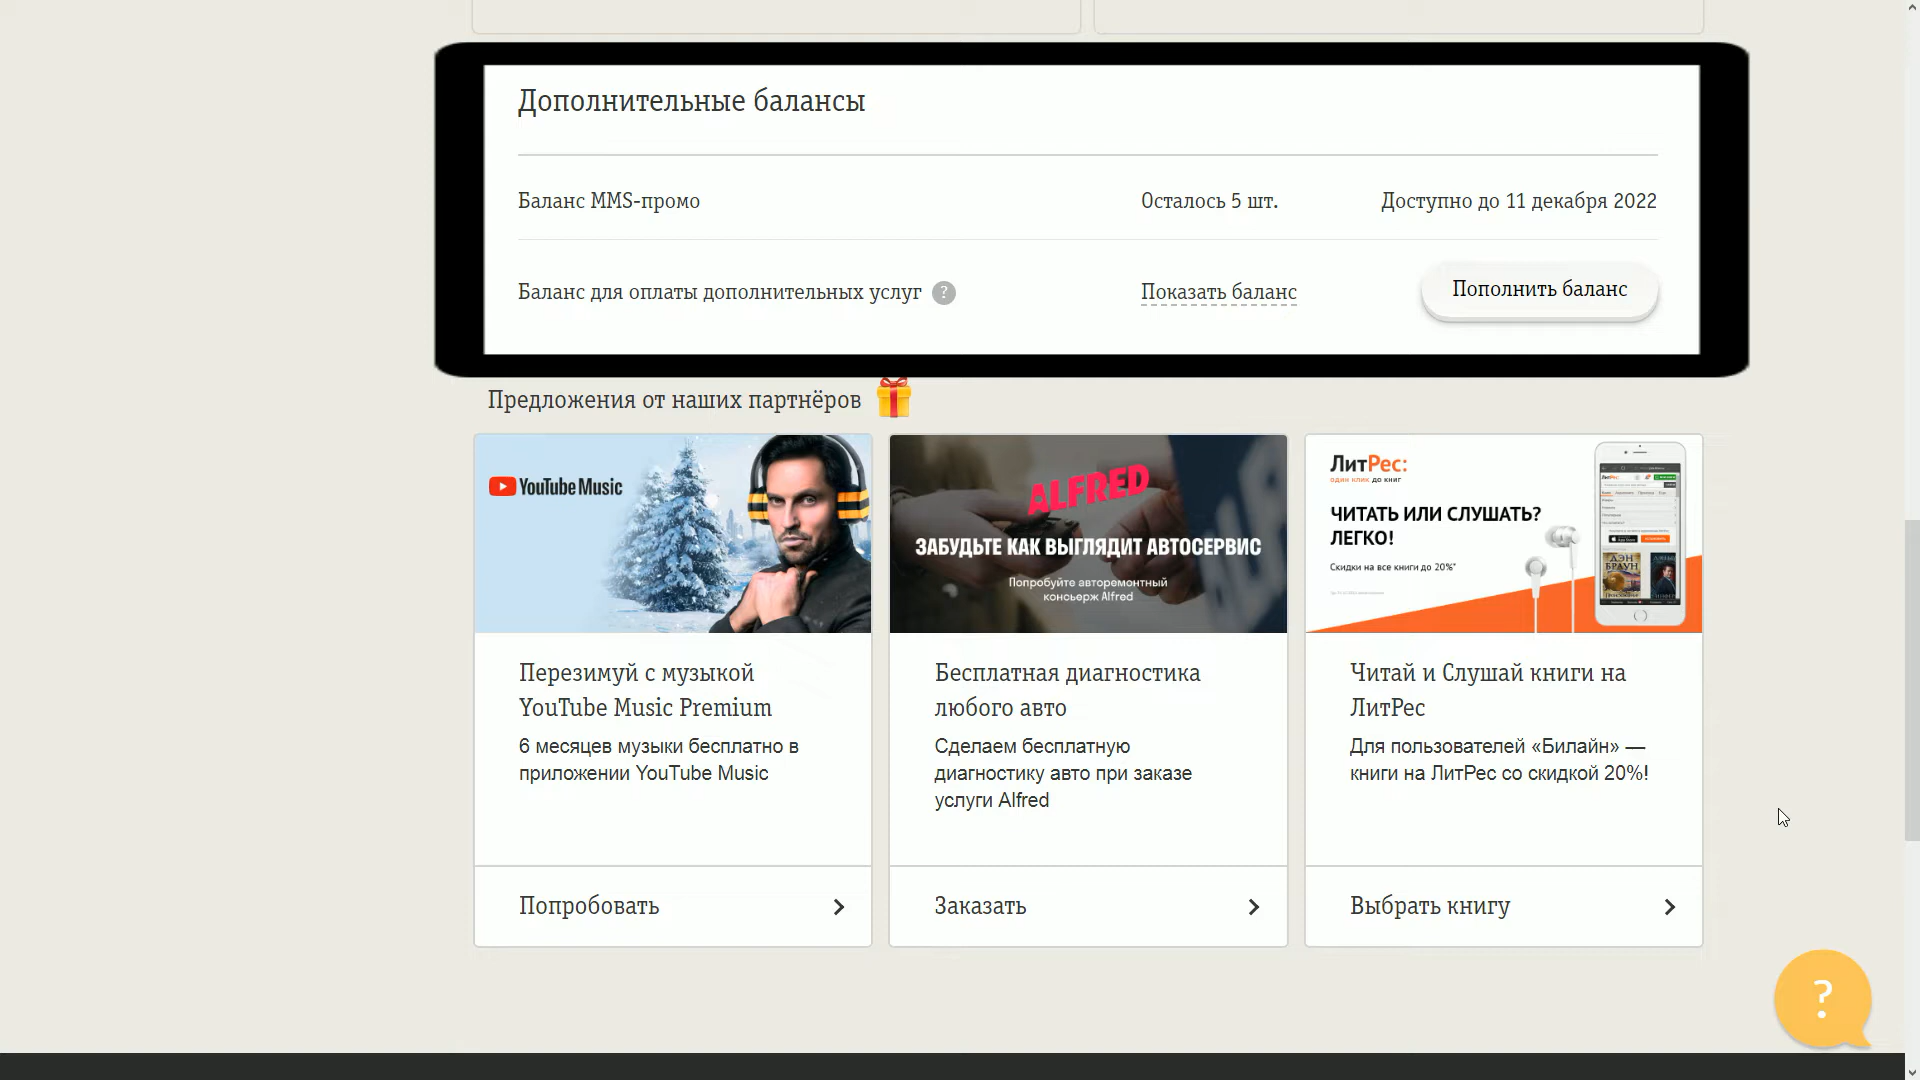 Дополнительные балансы
Баланс MMS-промо
Осталось 5 шт.
Доступно до 11 декабря 2022
Баланс для оплаты дополнительных услуг ?
Показать баланс
Пополнить баланс
Предложения от наших партнёров
YouTube Music
Перезимуй с музыкой
YouTube Music Premium
6 месяцев музыки бесплатно в
приложении YouTube Music
Попробовать
ALFRED
ЗАБУДЬТЕ КАК ВЫГЛЯДИТ АВТОСЕРВИС
Попробуйте авторемонтный
консьерж Alfred
Бесплатная диагностика
любого авто
Сделаем бесплатную
диагностику авто при заказе
услуги Alfred
Заказать
ЛитРес:
один клик до книг
ЧИТАТЬ ИЛИ СЛУШАТЬ?
ЛЕГКО!
Скидки на все книги до 20%*
ДЭН
БРАУН
Читай и Слушай книги на
ЛитРес
Для пользователей «Билайн» —
книги на ЛитРес со скидкой 20%!
Выбрать книгу
?